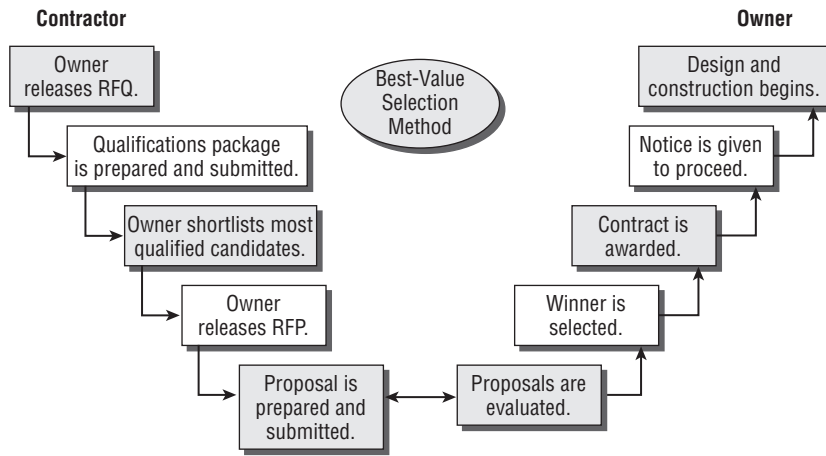 Contractor
Owner
Owner
releases RFQ.
Qualifications package
is prepared and submitted.
Owner shortlists most
qualified candidates.
Owner
releases RFP.
Proposal is
prepared and
submitted.
Best-Value
Selection
Method
Proposals are
evaluated.
Winner is
selected.
Contract is
awarded.
Notice is given
to proceed.
Design and
construction begins.